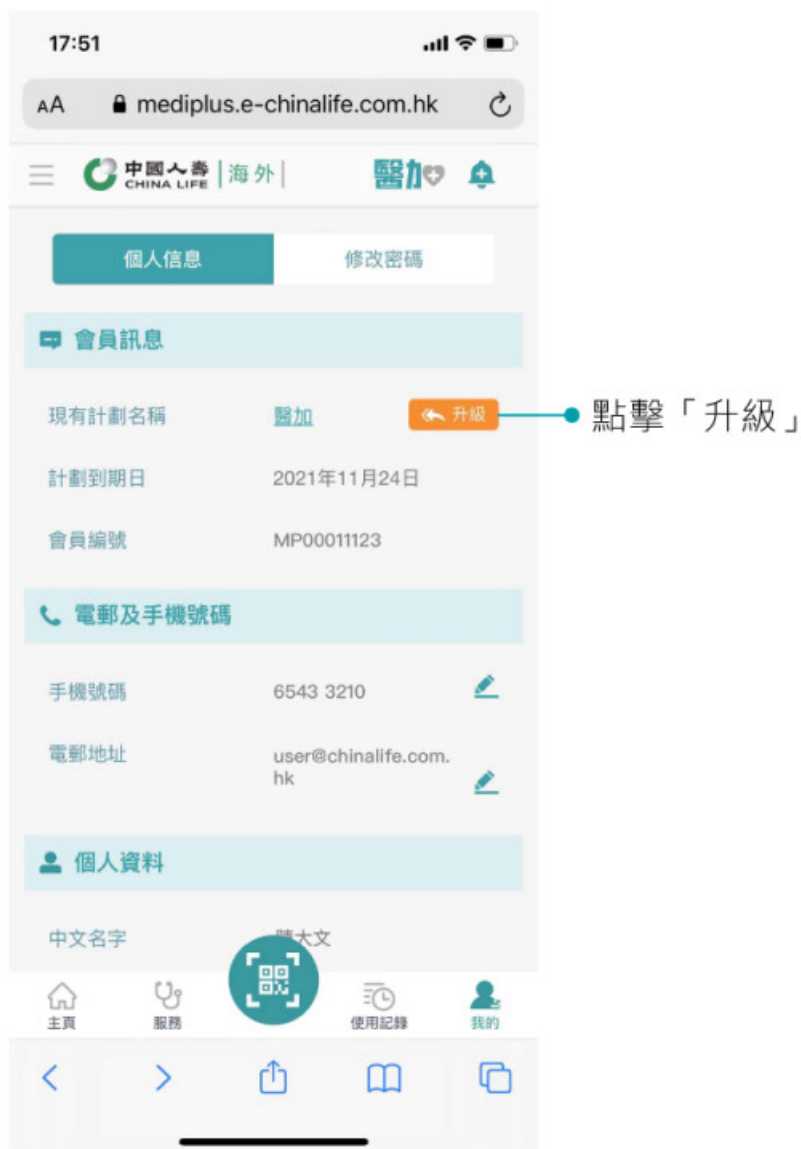 17:51
AA mediplus.e-chinalife.com.hk
中國人壽 海外
CHINA LIFE
醫加
個人信息 修改密碼
會員訊息
現有計劃名稱 醫加 升級
點擊「升級」
計劃到期日 2021年11月24日
會員編號 MP00011123
電郵及手機號碼
手機號碼 6543 3210
電郵地址 user@chinalife.com.
hk
個人資料
中文名字 陳大文
主頁 服務 使用記錄 我的